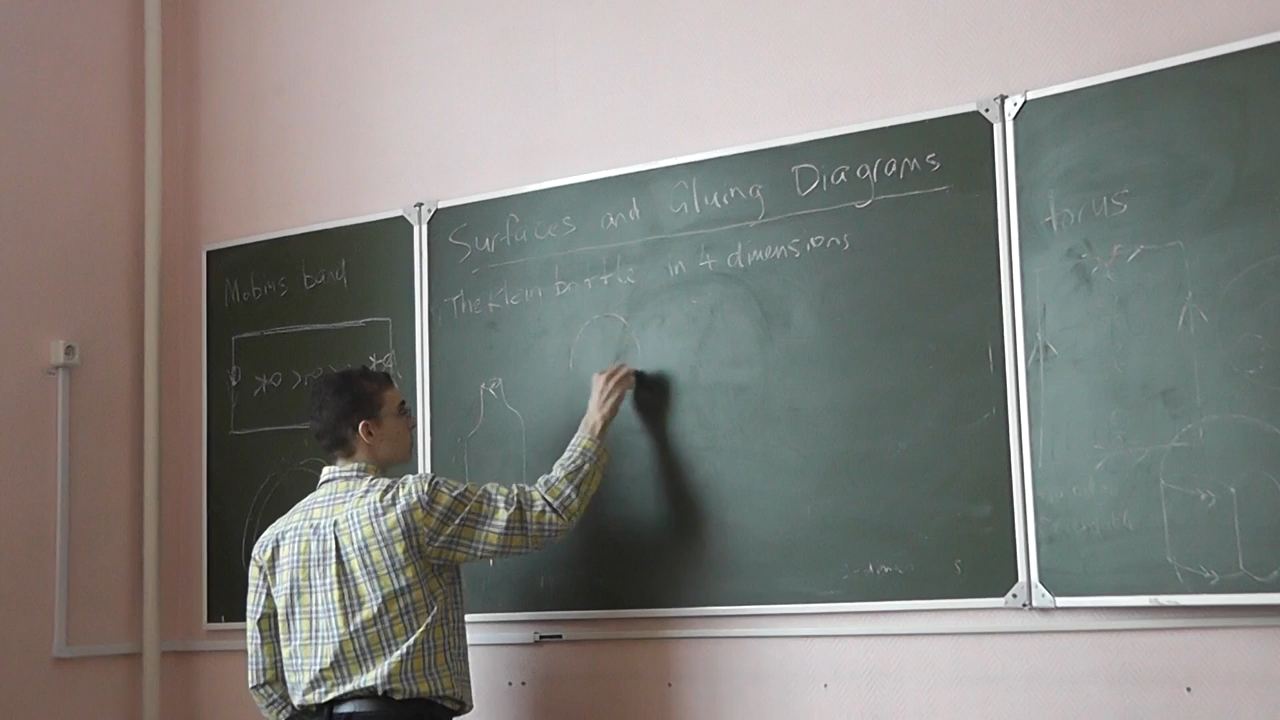 Mobius band
Surfaces and Gluing Diagrams
The Klein bottle in 4 dimensions
torus